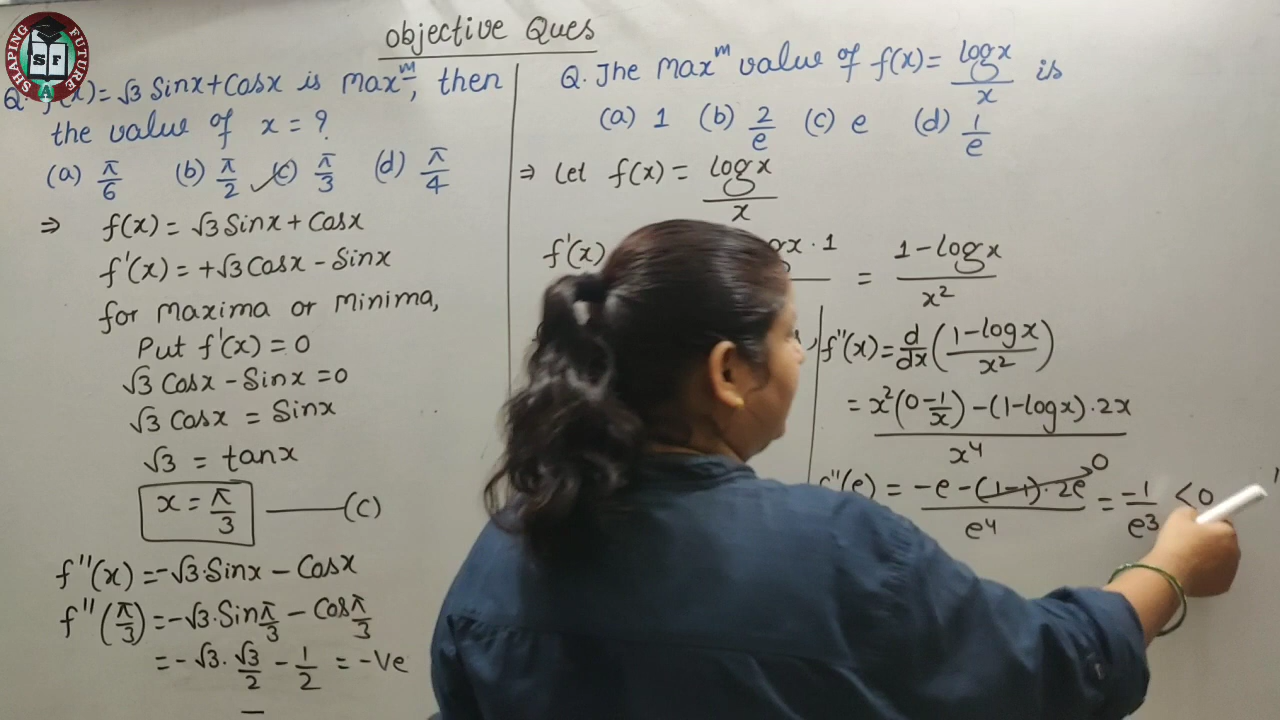 SHAPING FUTURE
S F
objective Ques
Q. f(x) = √3 Sinx + Cosx is max^m, then
the value of x = ?
(a) π/6 (b) π/2 ✓(c) π/3 (d) π/4
⇒ f(x) = √3 Sinx + Cosx
f'(x) = +√3 Cosx - Sinx
for maxima or minima,
Put f'(x) = 0
√3 Cosx - Sinx = 0
√3 Cosx = Sinx
√3 = tanx
x = π/3 ——(C)
f''(x) = -√3·Sinx - Cosx
f''(π/3) = -√3·Sin π/3 - Cos π/3
= -√3·√3/2 - 1/2 = -Ve
Q. The max^m value of f(x) = logx/x is
(a) 1 (b) 2/e (c) e (d) 1/e
⇒ Let f(x) = logx/x
f'(x) x·1 = (1-logx)/x²
f''(x) = d/dx((1-logx)/x²)
= (x²(0-1/x) - (1-logx)·2x)/x⁴
f''(e) = (-e - (1-1)·2e)/e⁴ = -1/e³ < 0
0